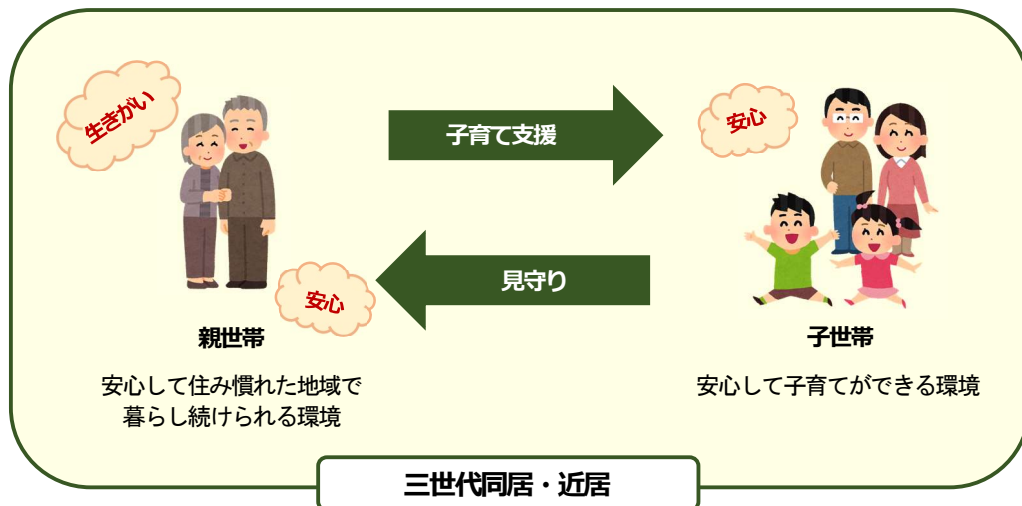 生きがい
子育て支援
安心
見守り
安心
親世帯
子世帯
安心して住み慣れた地域で
暮らし続けられる環境
安心して子育てができる環境
三世代同居・近居